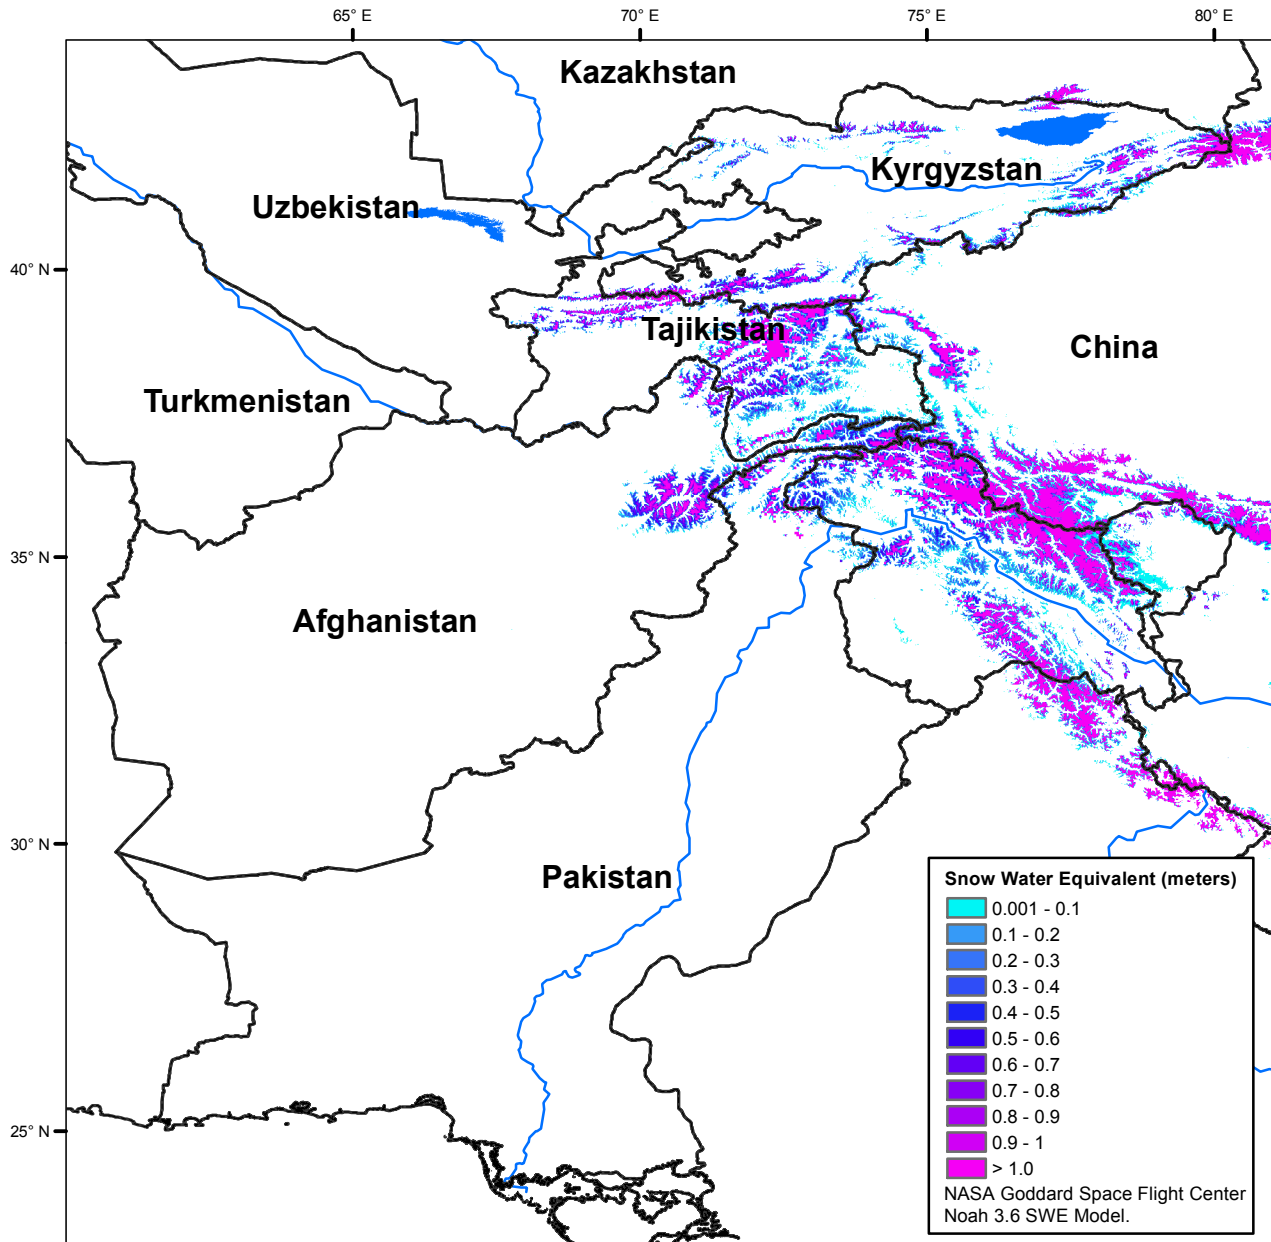 65° E
70° E
75° E
80° E
Kazakhstan
Kyrgyzstan
Uzbekistan
40° N
Tajikistan
China
Turkmenistan
35° N
Afghanistan
30° N
Pakistan
25° N
Snow Water Equivalent (meters)
0.001 - 0.1
0.1 - 0.2
0.2 - 0.3
0.3 - 0.4
0.4 - 0.5
0.5 - 0.6
0.6 - 0.7
0.7 - 0.8
0.8 - 0.9
0.9 - 1
> 1.0
NASA Goddard Space Flight Center
Noah 3.6 SWE Model.